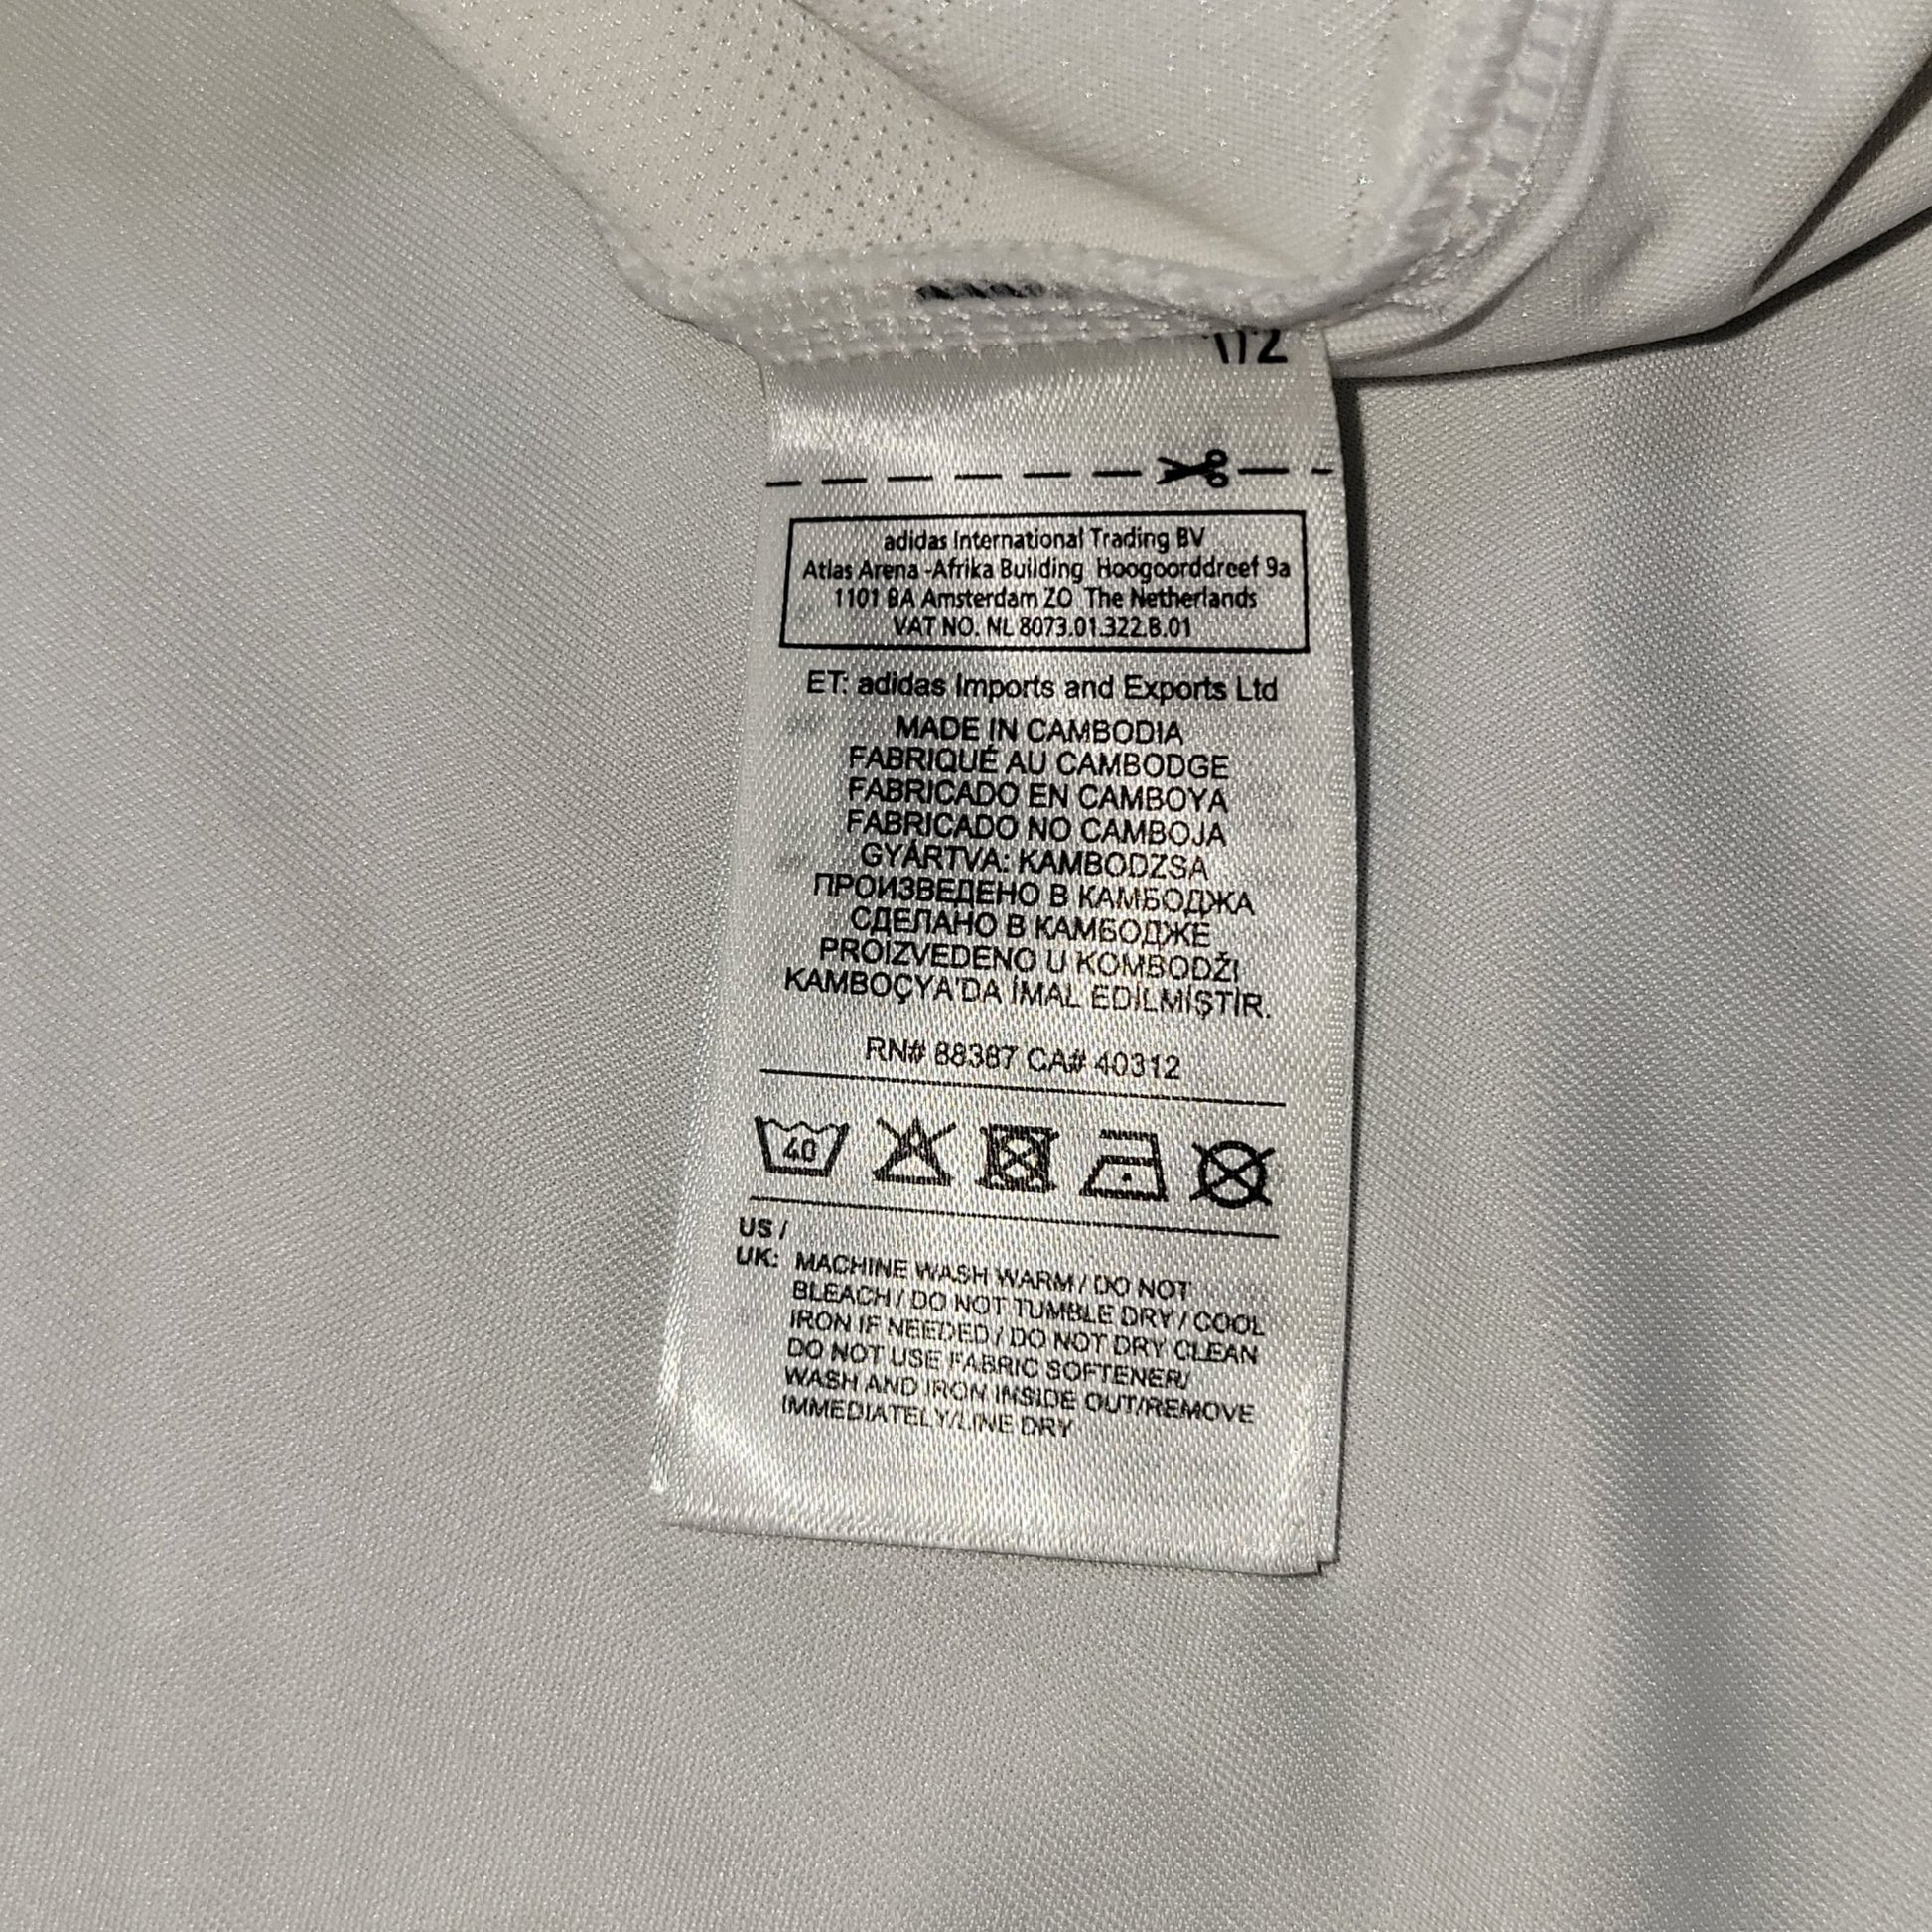 adidas International Trading BV
Atlas Arena -Afrika Building Hoogoorddreef 9a
1101 BA Amsterdam ZO The Netherlands
VAT NO. NL 8073.01.322.B.01
ET: adidas Imports and Exports Ltd
MADE IN CAMBODIA
FABRIQUÉ AU CAMBODGE
FABRICADO EN CAMBOYA
FABRICADO NO CAMBOJA
GYÁRTVA: KAMBODZSA
ПРОИЗВЕДЕНО В КАМБОДЖА
СДЕЛАНО В КАМБОДЖЕ
PROIZVEDENO U KOMBODŽI
KAMBOÇYA'DA İMAL EDİLMİŞTİR.
RN# 88387 CA# 40312
40
US /
UK: MACHINE WASH WARM / DO NOT
BLEACH / DO NOT TUMBLE DRY / COOL
IRON IF NEEDED / DO NOT DRY CLEAN
DO NOT USE FABRIC SOFTENER/
WASH AND IRON INSIDE OUT/REMOVE
IMMEDIATELY/LINE DRY